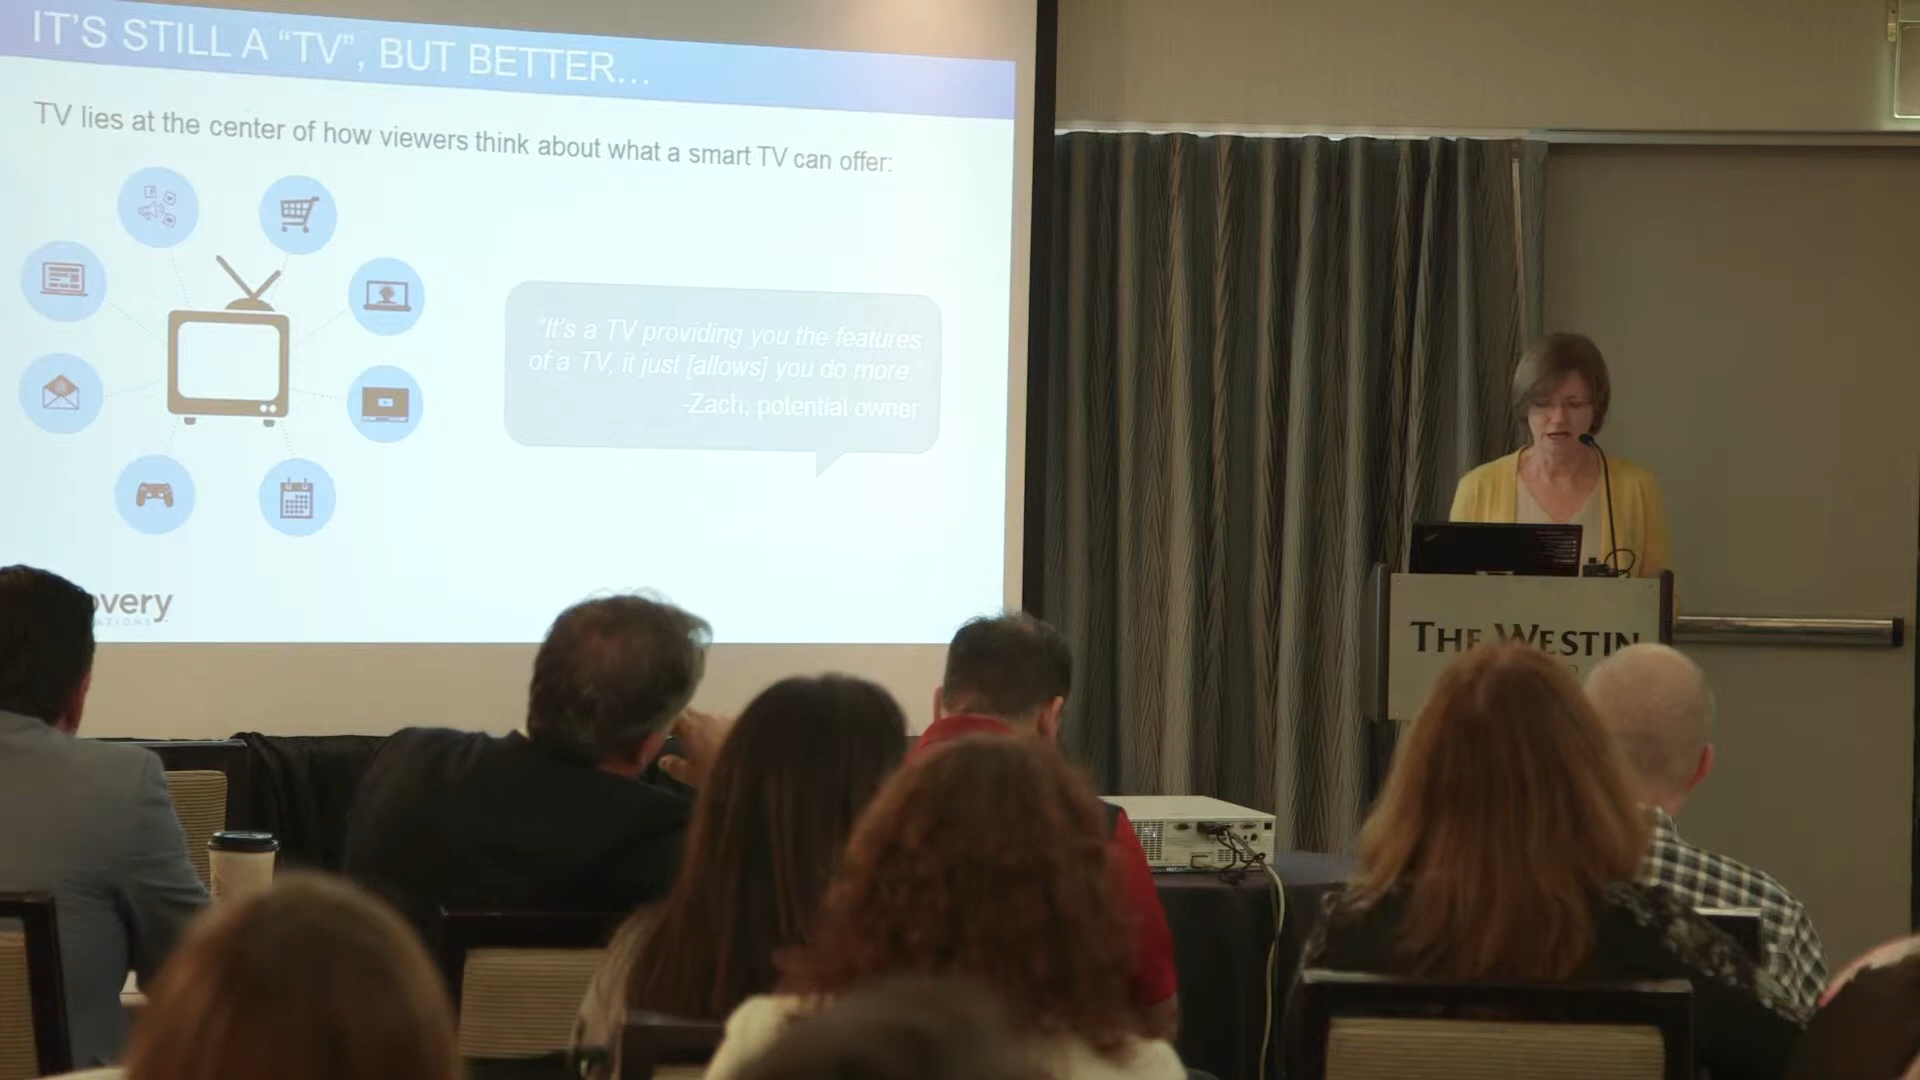 IT'S STILL A “TV”, BUT BETTER…
TV lies at the center of how viewers think about what a smart TV can offer:
“It's a TV providing you the features
of a TV, it just [allows] you do more.”
-Zach, potential owner
THE WESTIN